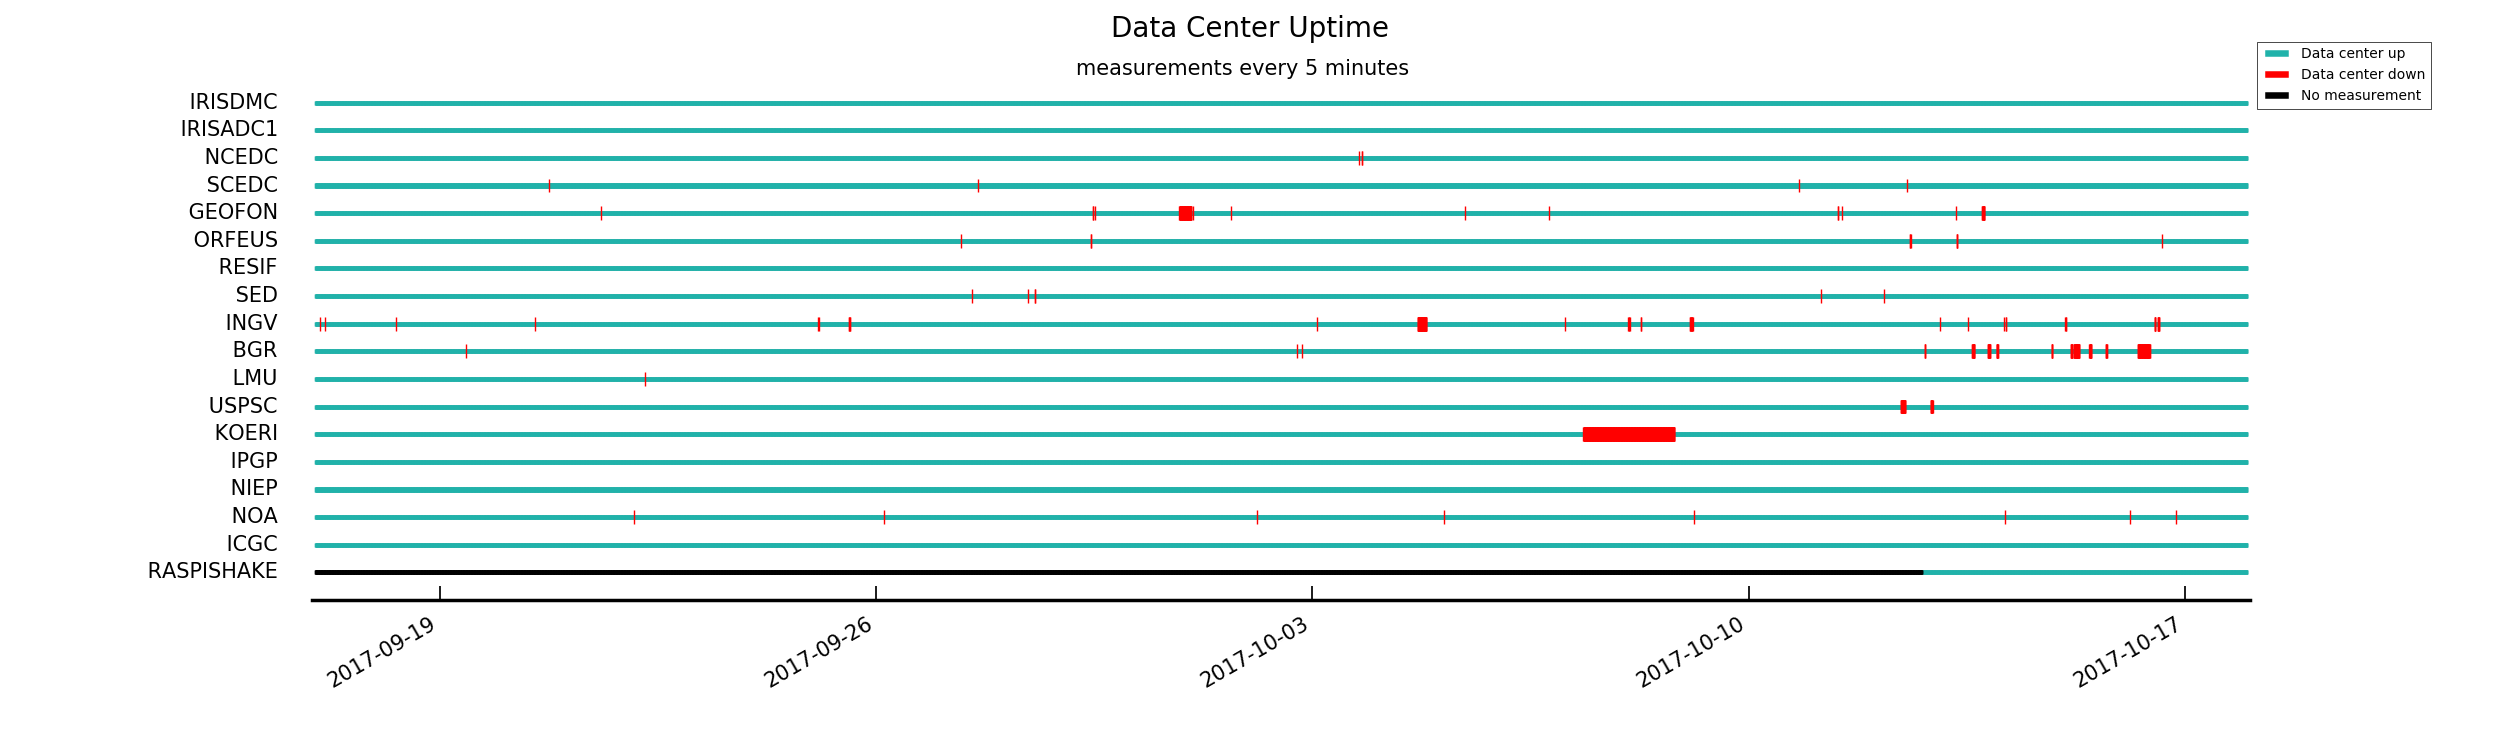 Data Center Uptime
measurements every 5 minutes
Data center up
Data center down
No measurement
IRISDMC
IRISADC1
NCEDC
SCEDC
GEOFON
ORFEUS
RESIF
SED
INGV
BGR
LMU
USPSC
KOERI
IPGP
NIEP
NOA
ICGC
RASPISHAKE
2017-09-19
2017-09-26
2017-10-03
2017-10-10
2017-10-17